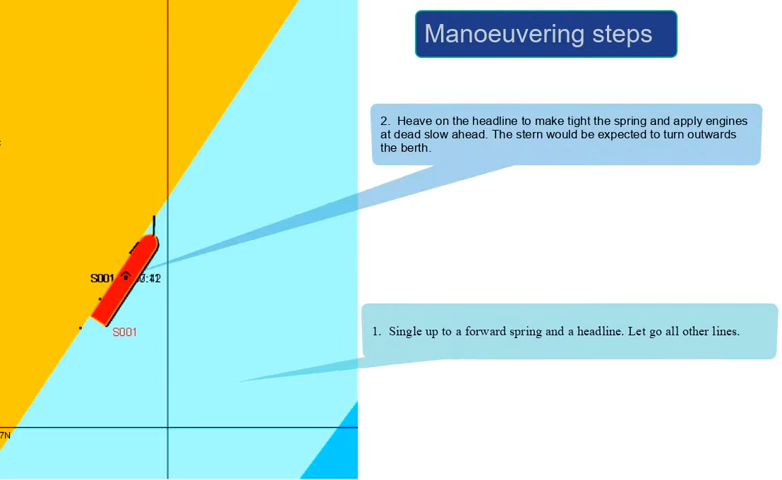 Manoeuvering steps
2. Heave on the headline to make tight the spring and apply engines
at dead slow ahead. The stern would be expected to turn outwards
the berth.
S001
S001
1. Single up to a forward spring and a headline. Let go all other lines.
7N